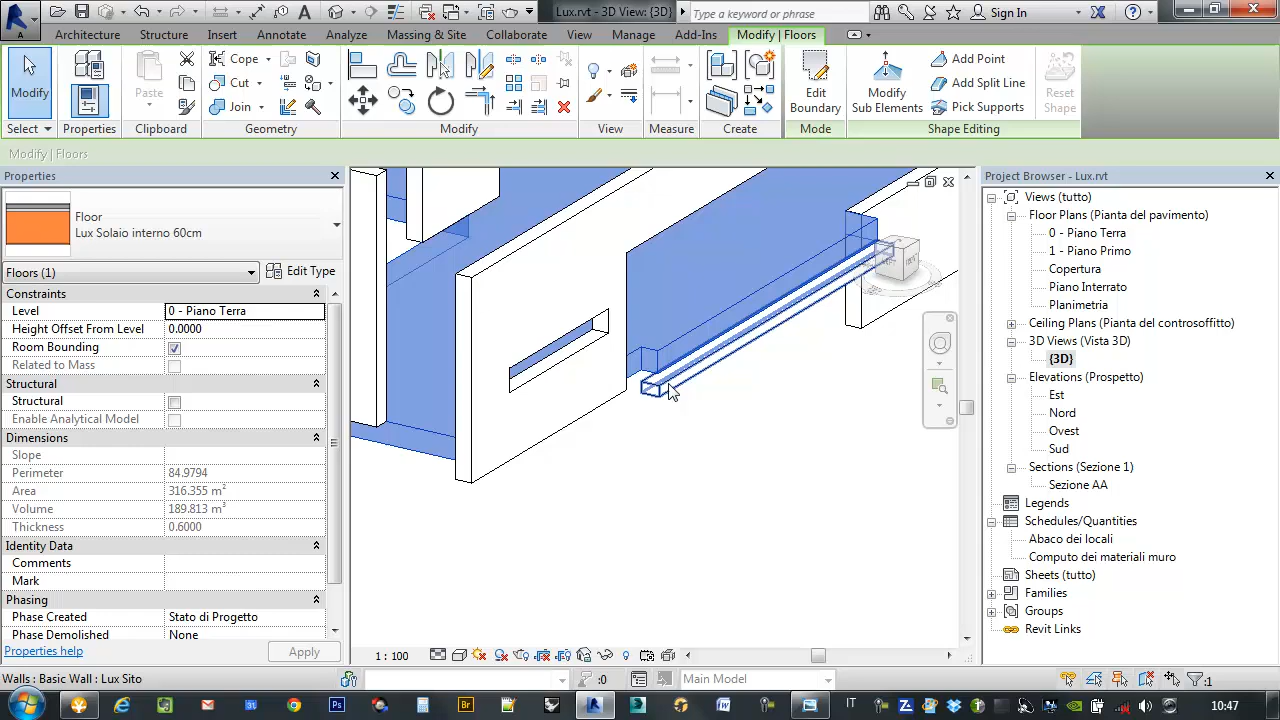 Lux.rvt - 3D View: {3D}
Type a keyword or phrase
Sign In
Architecture
Structure
Insert
Annotate
Analyze
Massing & Site
Collaborate
View
Manage
Add-Ins
Modify | Floors
Modify
Select
Properties
Paste
Clipboard
Cope
Cut
Join
Geometry
Modify
View
Measure
Create
Edit
Boundary
Mode
Modify
Sub Elements
Add Point
Add Split Line
Pick Supports
Reset
Shape
Shape Editing
Modify | Floors
Properties
Floor
Lux Solaio interno 60cm
Floors (1)
Edit Type
Constraints
Level 0 - Piano Terra
Height Offset From Level 0.0000
Room Bounding
Related to Mass
Structural
Structural
Enable Analytical Model
Dimensions
Slope
Perimeter 84.9794
Area 316.355 m²
Volume 189.813 m³
Thickness 0.6000
Identity Data
Comments
Mark
Phasing
Phase Created Stato di Progetto
Phase Demolished None
Properties help
Apply
1 : 100
Project Browser - Lux.rvt
Views (tutto)
Floor Plans (Pianta del pavimento)
0 - Piano Terra
1 - Piano Primo
Copertura
Piano Interrato
Planimetria
Ceiling Plans (Pianta del controsoffitto)
3D Views (Vista 3D)
{3D}
Elevations (Prospetto)
Est
Nord
Ovest
Sud
Sections (Sezione 1)
Sezione AA
Legends
Schedules/Quantities
Abaco dei locali
Computo dei materiali muro
Sheets (tutto)
Families
Groups
Revit Links
Walls : Basic Wall : Lux Sito
:0
Main Model
:1
IT
10:47